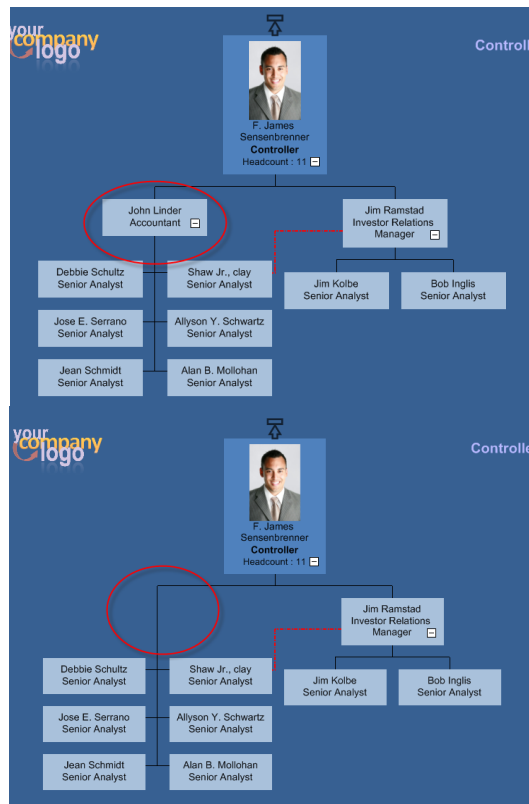 your
company
logo
Controll
F. James
Sensenbrenner
Controller
Headcount : 11
John Linder
Accountant
Jim Ramstad
Investor Relations
Manager
Debbie Schultz
Senior Analyst
Shaw Jr., clay
Senior Analyst
Jim Kolbe
Senior Analyst
Bob Inglis
Senior Analyst
Jose E. Serrano
Senior Analyst
Allyson Y. Schwartz
Senior Analyst
Jean Schmidt
Senior Analyst
Alan B. Mollohan
Senior Analyst
your
company
logo
Controlle
F. James
Sensenbrenner
Controller
Headcount : 11
Jim Ramstad
Investor Relations
Manager
Debbie Schultz
Senior Analyst
Shaw Jr., clay
Senior Analyst
Jim Kolbe
Senior Analyst
Bob Inglis
Senior Analyst
Jose E. Serrano
Senior Analyst
Allyson Y. Schwartz
Senior Analyst
Jean Schmidt
Senior Analyst
Alan B. Mollohan
Senior Analyst